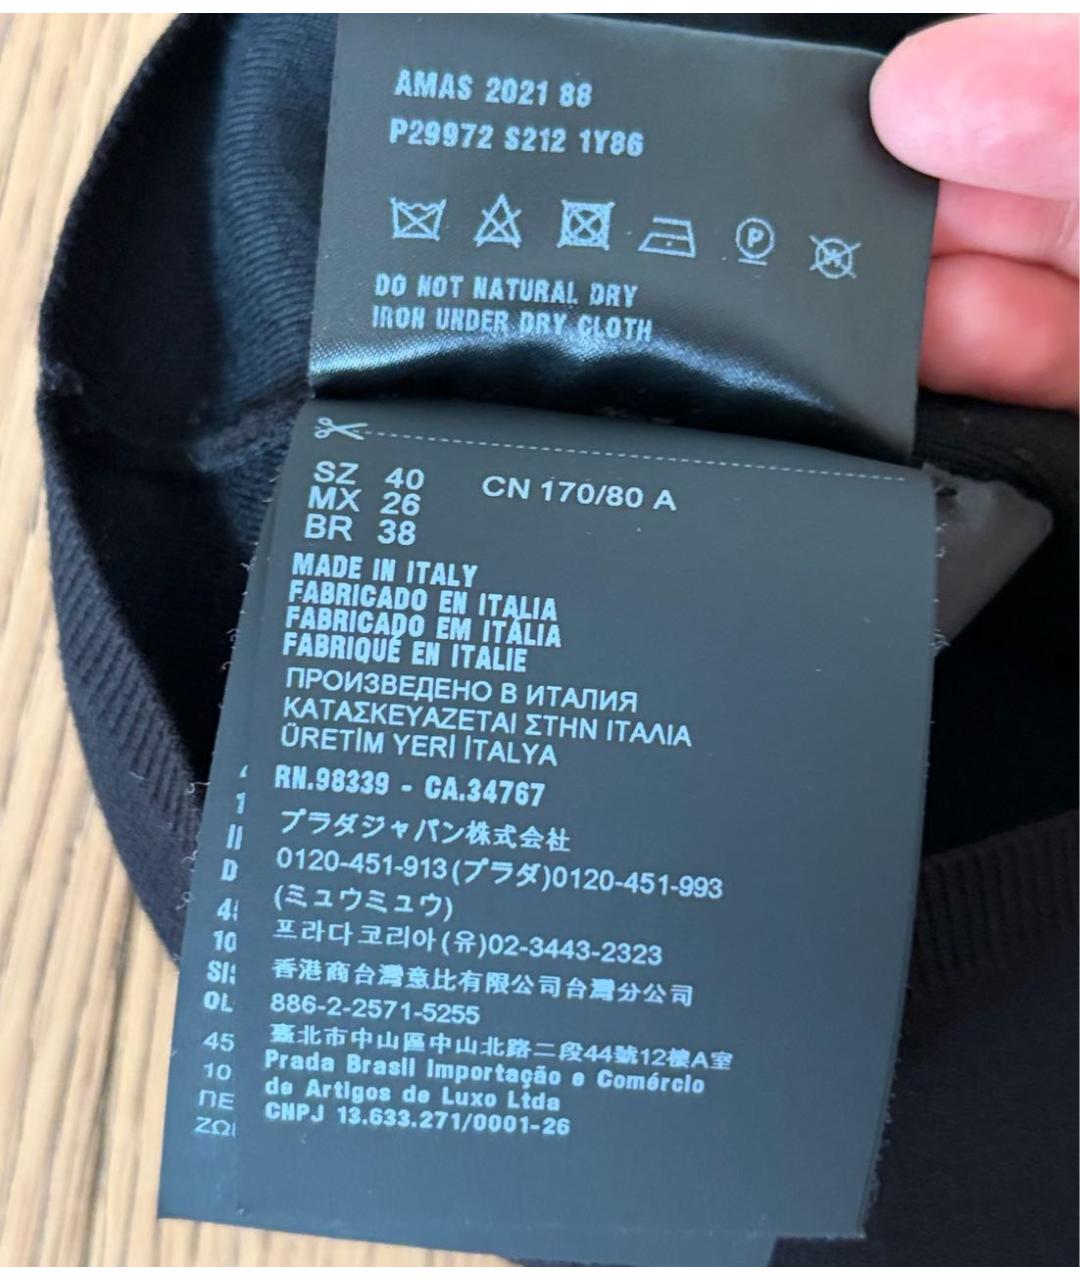 AMAS 2021 88
P29972 S212 1Y86
P
DO NOT NATURAL DRY
IRON UNDER DRY CLOTH
SZ 40 CN 170/80 A
MX 26
BR 38
MADE IN ITALY
FABRICADO EN ITALIA
FABRICADO EM ITÁLIA
FABRIQUÉ EN ITALIE
ПРОИЗВЕДЕНО В ИТАЛИЯ
ΚΑΤΑΣΚΕΥΑΖΕΤΑΙ ΣΤΗΝ ΙΤΑΛΙΑ
ÜRETİM YERİ İTALYA
RN.98339 - CA.34767
プラダジャパン株式会社
0120-451-913(プラダ)0120-451-993
(ミュウミュウ)
프라다코리아(유)02-3443-2323
香港商台灣意比有限公司台灣分公司
886-2-2571-5255
臺北市中山區中山北路二段44號12樓A室
Prada Brasil Importação e Comércio
de Artigos de Luxo Ltda
CNPJ 13.633.271/0001-26
45
10
ΠΕ